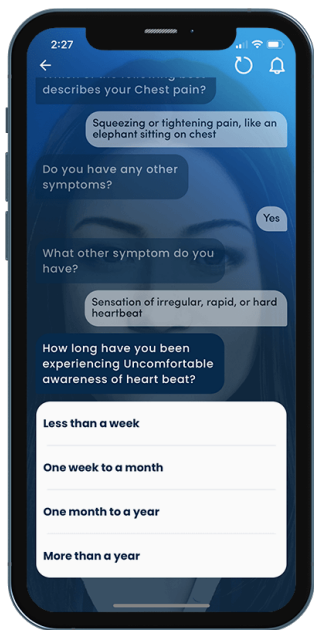 2:27
describes your Chest pain?
Squeezing or tightening pain, like an
elephant sitting on chest
Do you have any other
symptoms?
Yes
What other symptom do you
have?
Sensation of irregular, rapid, or hard
heartbeat
How long have you been
experiencing Uncomfortable
awareness of heart beat?
Less than a week
One week to a month
One month to a year
More than a year